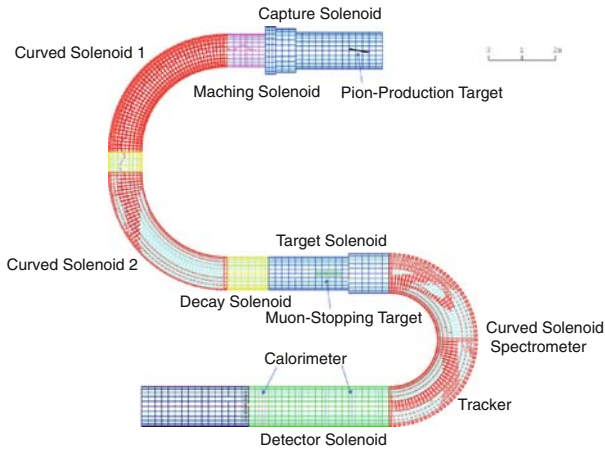 Capture Solenoid
Curved Solenoid 1
Maching Solenoid
Pion-Production Target
Curved Solenoid 2
Target Solenoid
Decay Solenoid
Muon-Stopping Target
Curved Solenoid
Spectrometer
Calorimeter
Tracker
Detector Solenoid